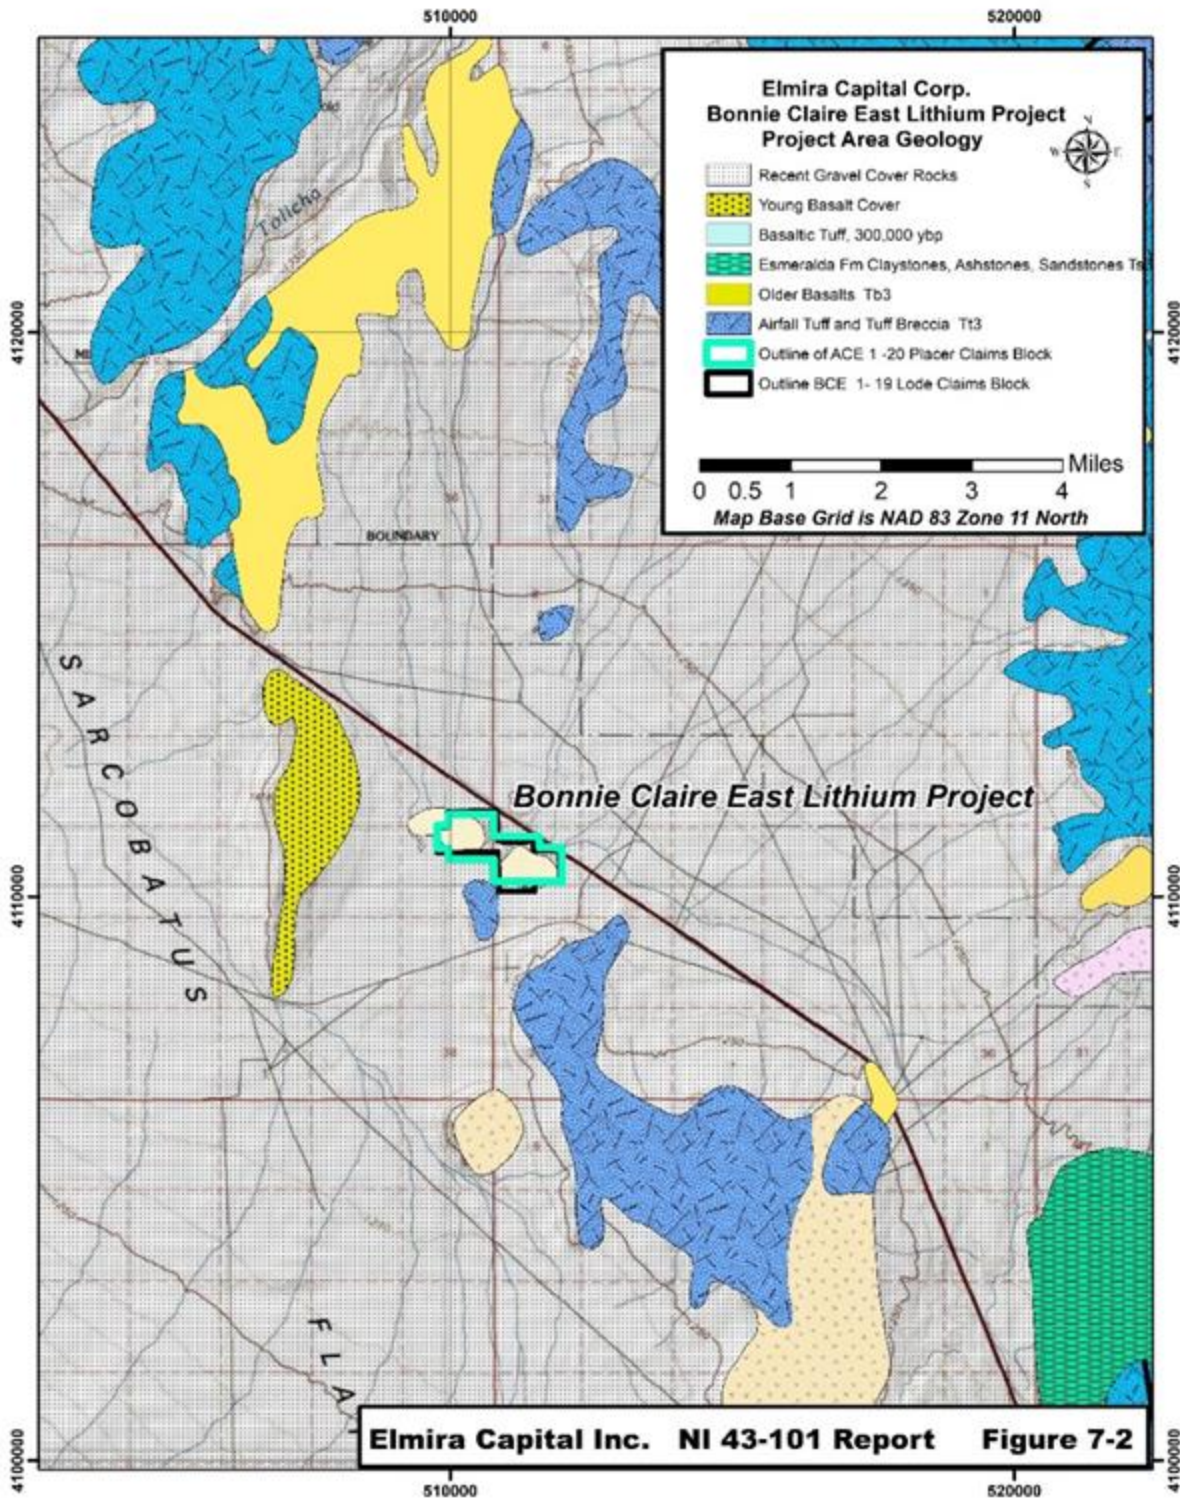 510000 520000
Elmira Capital Corp.
Bonnie Claire East Lithium Project
Project Area Geology
N
W E
S
Recent Gravel Cover Rocks
Young Basalt Cover
Basaltic Tuff, 300,000 ybp
Esmeralda Fm Claystones, Ashstones, Sandstones Ts
Older Basalts Tb3
Airfall Tuff and Tuff Breccia Tt3
Outline of ACE 1 -20 Placer Claims Block
Outline BCE 1- 19 Lode Claims Block
Miles
0 0.5 1 2 3 4
Map Base Grid is NAD 83 Zone 11 North
Tolicha
4120000 4120000
BOUNDARY
SARCOBATUS
Bonnie Claire East Lithium Project
4110000 4110000
FLA
Elmira Capital Inc. NI 43-101 Report Figure 7-2
4100000 4100000
510000 520000